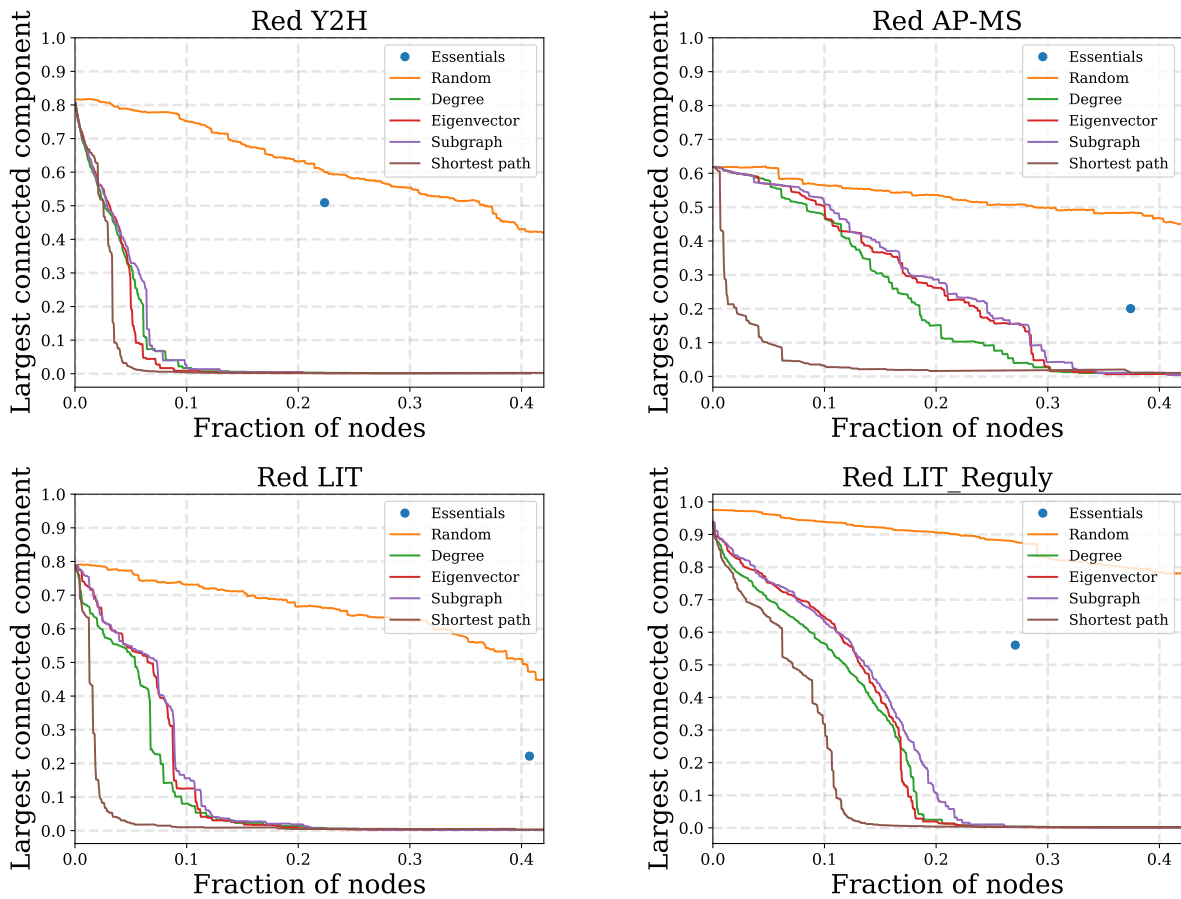 Red Y2H
Largest connected component
1.0
0.9
0.8
0.7
0.6
0.5
0.4
0.3
0.2
0.1
0.0
Essentials
Random
Degree
Eigenvector
Subgraph
Shortest path
0.0 0.1 0.2 0.3 0.4
Fraction of nodes
Red AP-MS
Largest connected component
1.0
0.9
0.8
0.7
0.6
0.5
0.4
0.3
0.2
0.1
0.0
Essentials
Random
Degree
Eigenvector
Subgraph
Shortest path
0.0 0.1 0.2 0.3 0.4
Fraction of nodes
Red LIT
Largest connected component
1.0
0.9
0.8
0.7
0.6
0.5
0.4
0.3
0.2
0.1
0.0
Essentials
Random
Degree
Eigenvector
Subgraph
Shortest path
0.0 0.1 0.2 0.3 0.4
Fraction of nodes
Red LIT_Reguly
Largest connected component
1.0
0.9
0.8
0.7
0.6
0.5
0.4
0.3
0.2
0.1
0.0
Essentials
Random
Degree
Eigenvector
Subgraph
Shortest path
0.0 0.1 0.2 0.3 0.4
Fraction of nodes